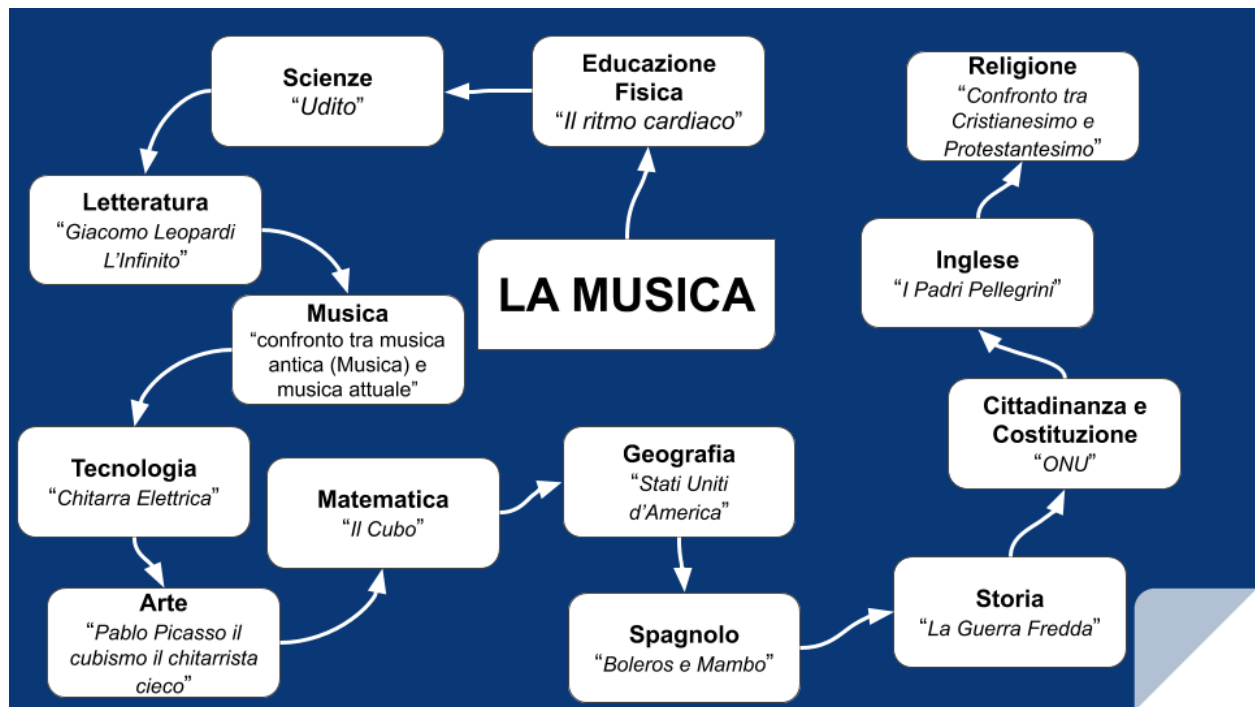 LA MUSICA
Educazione
Fisica
“Il ritmo cardiaco”
Scienze
“Udito”
Letteratura
“Giacomo Leopardi
L’Infinito”
Musica
“confronto tra musica
antica (Musica) e
musica attuale”
Tecnologia
“Chitarra Elettrica”
Arte
“Pablo Picasso il
cubismo il chitarrista
cieco”
Matematica
“Il Cubo”
Geografia
“Stati Uniti
d’America”
Spagnolo
“Boleros e Mambo”
Storia
“La Guerra Fredda”
Cittadinanza e
Costituzione
“ONU”
Inglese
“I Padri Pellegrini”
Religione
“Confronto tra
Cristianesimo e
Protestantesimo”